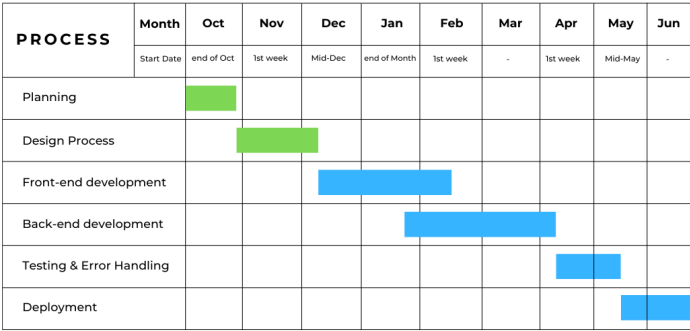 PROCESS
Month Oct Nov Dec Jan Feb Mar Apr May Jun
Start Date end of Oct 1st week Mid-Dec end of Month 1st week - 1st week Mid-May -
Planning
Design Process
Front-end development
Back-end development
Testing & Error Handling
Deployment